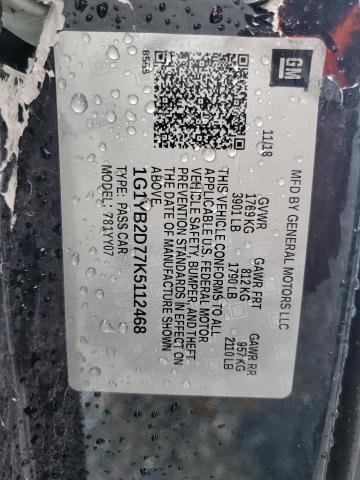 GM
MFD BY GENERAL MOTORS LLC
11/18
GVWR
1769 KG
3901 LB
GAWR FRT
812 KG
1790 LB
GAWR RR
957 KG
2110 LB
THIS VEHICLE CONFORMS TO ALL
APPLICABLE U.S. FEDERAL MOTOR
VEHICLE SAFETY, BUMPER, AND THEFT
PREVENTION STANDARDS IN EFFECT ON
THE DATE OF MANUFACTURE SHOWN
ABOVE.
1G1YB2D77K5112468
TYPE: PASS CAR
MODEL: 7811YY07
8568